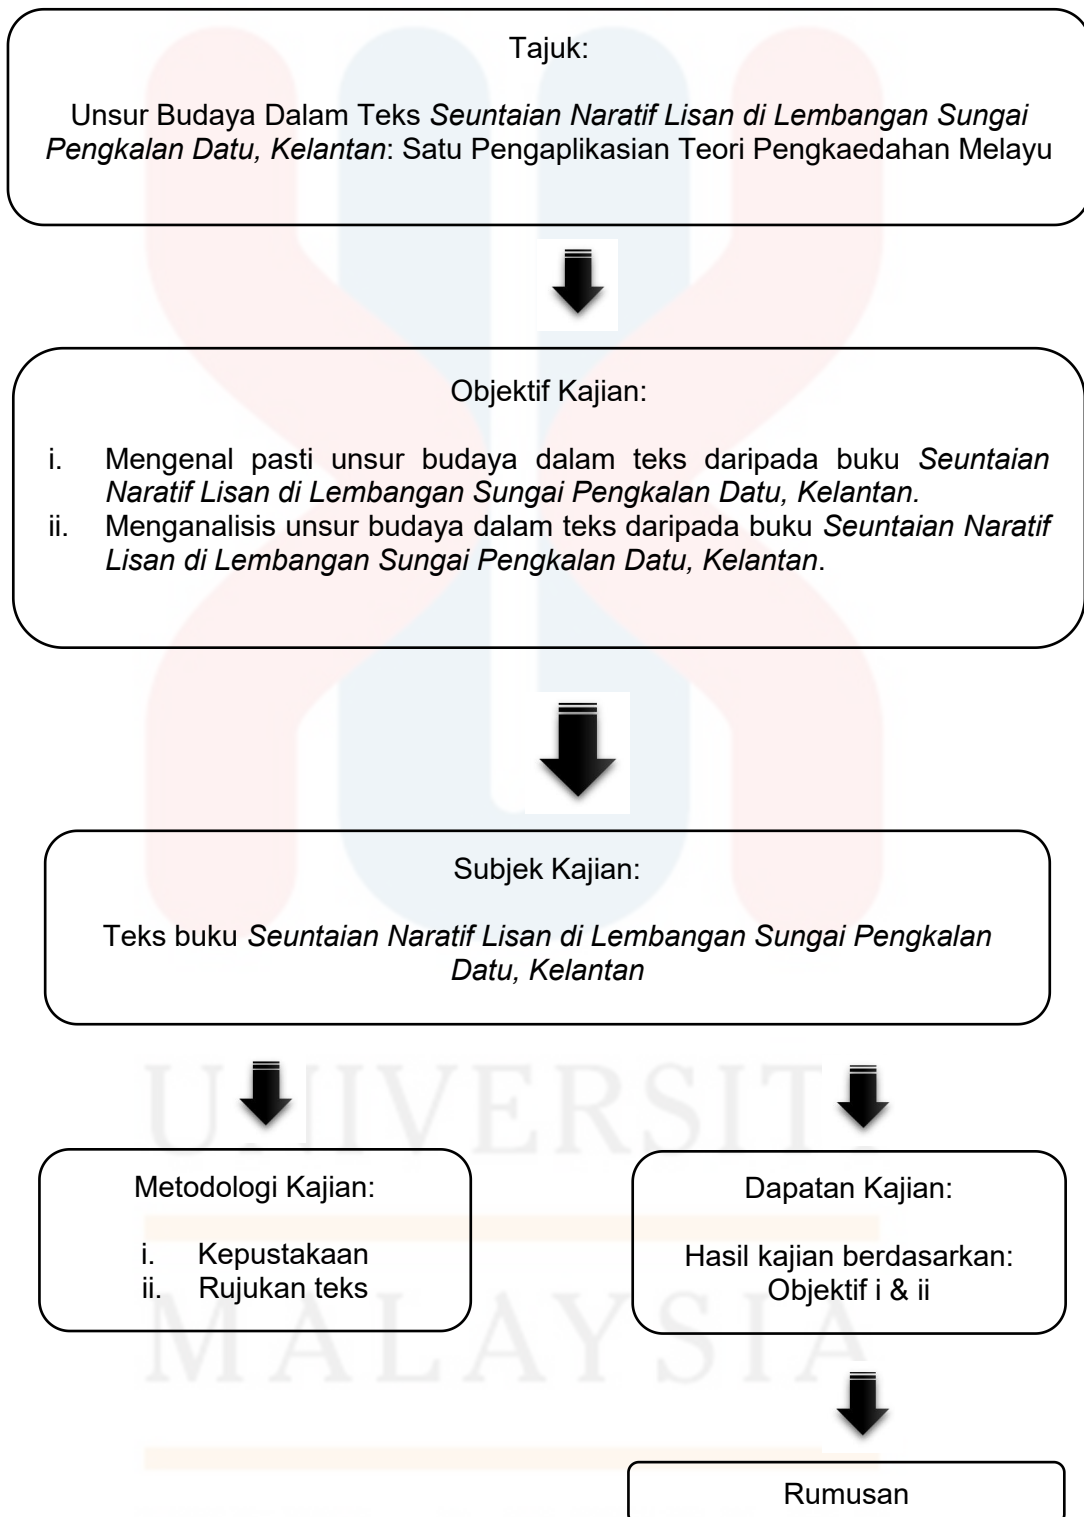 Tajuk:
Unsur Budaya Dalam Teks Seuntaian Naratif Lisan di Lembangan Sungai
Pengkalan Datu, Kelantan: Satu Pengaplikasian Teori Pengkaedahan Melayu
Objektif Kajian:
i. Mengenal pasti unsur budaya dalam teks daripada buku Seuntaian
Naratif Lisan di Lembangan Sungai Pengkalan Datu, Kelantan.
ii. Menganalisis unsur budaya dalam teks daripada buku Seuntaian Naratif
Lisan di Lembangan Sungai Pengkalan Datu, Kelantan.
Subjek Kajian:
Teks buku Seuntaian Naratif Lisan di Lembangan Sungai Pengkalan
Datu, Kelantan
UNIVERSITI
Metodologi Kajian:
i. Kepustakaan
ii. Rujukan teks
Dapatan Kajian:
Hasil kajian berdasarkan:
Objektif i & ii
MALAYSIA
Rumusan